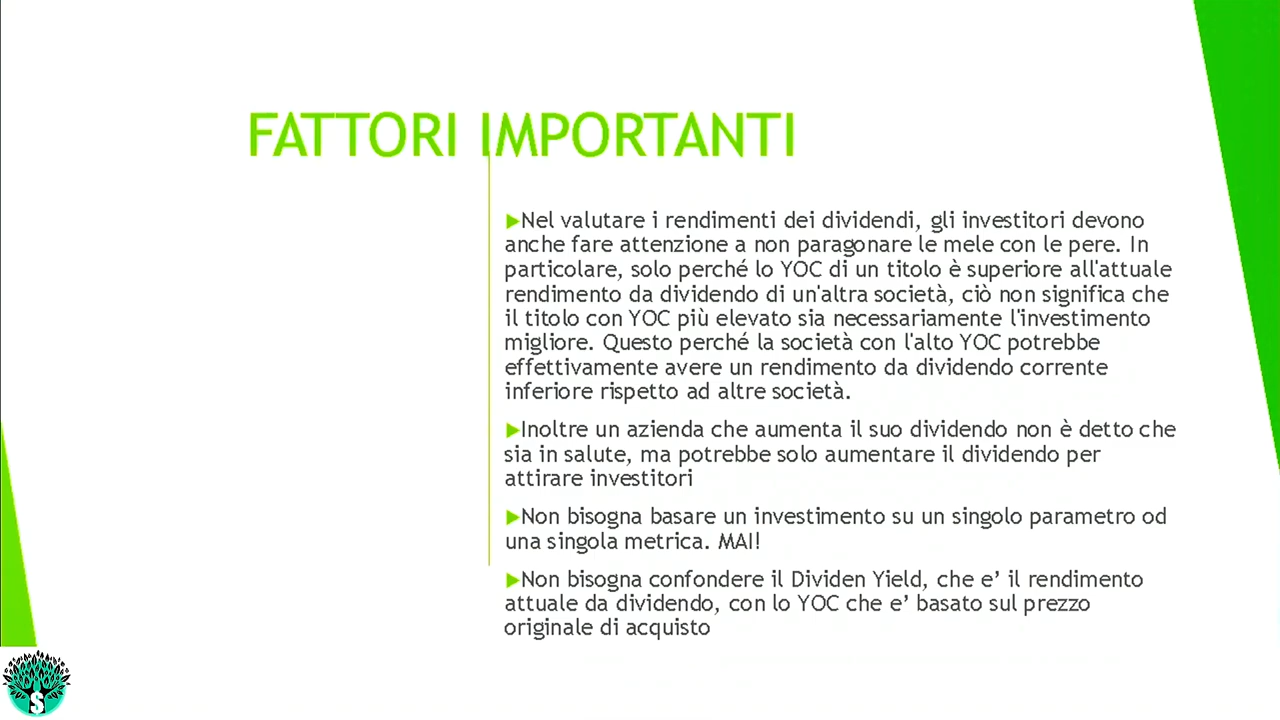 FATTORI IMPORTANTI
▶Nel valutare i rendimenti dei dividendi, gli investitori devono
anche fare attenzione a non paragonare le mele con le pere. In
particolare, solo perché lo YOC di un titolo è superiore all'attuale
rendimento da dividendo di un'altra società, ciò non significa che
il titolo con YOC più elevato sia necessariamente l'investimento
migliore. Questo perché la società con l'alto YOC potrebbe
effettivamente avere un rendimento da dividendo corrente
inferiore rispetto ad altre società.
▶Inoltre un azienda che aumenta il suo dividendo non è detto che
sia in salute, ma potrebbe solo aumentare il dividendo per
attirare investitori
▶Non bisogna basare un investimento su un singolo parametro od
una singola metrica. MAI!
▶Non bisogna confondere il Dividen Yield, che e’ il rendimento
attuale da dividendo, con lo YOC che e’ basato sul prezzo
originale di acquisto
$